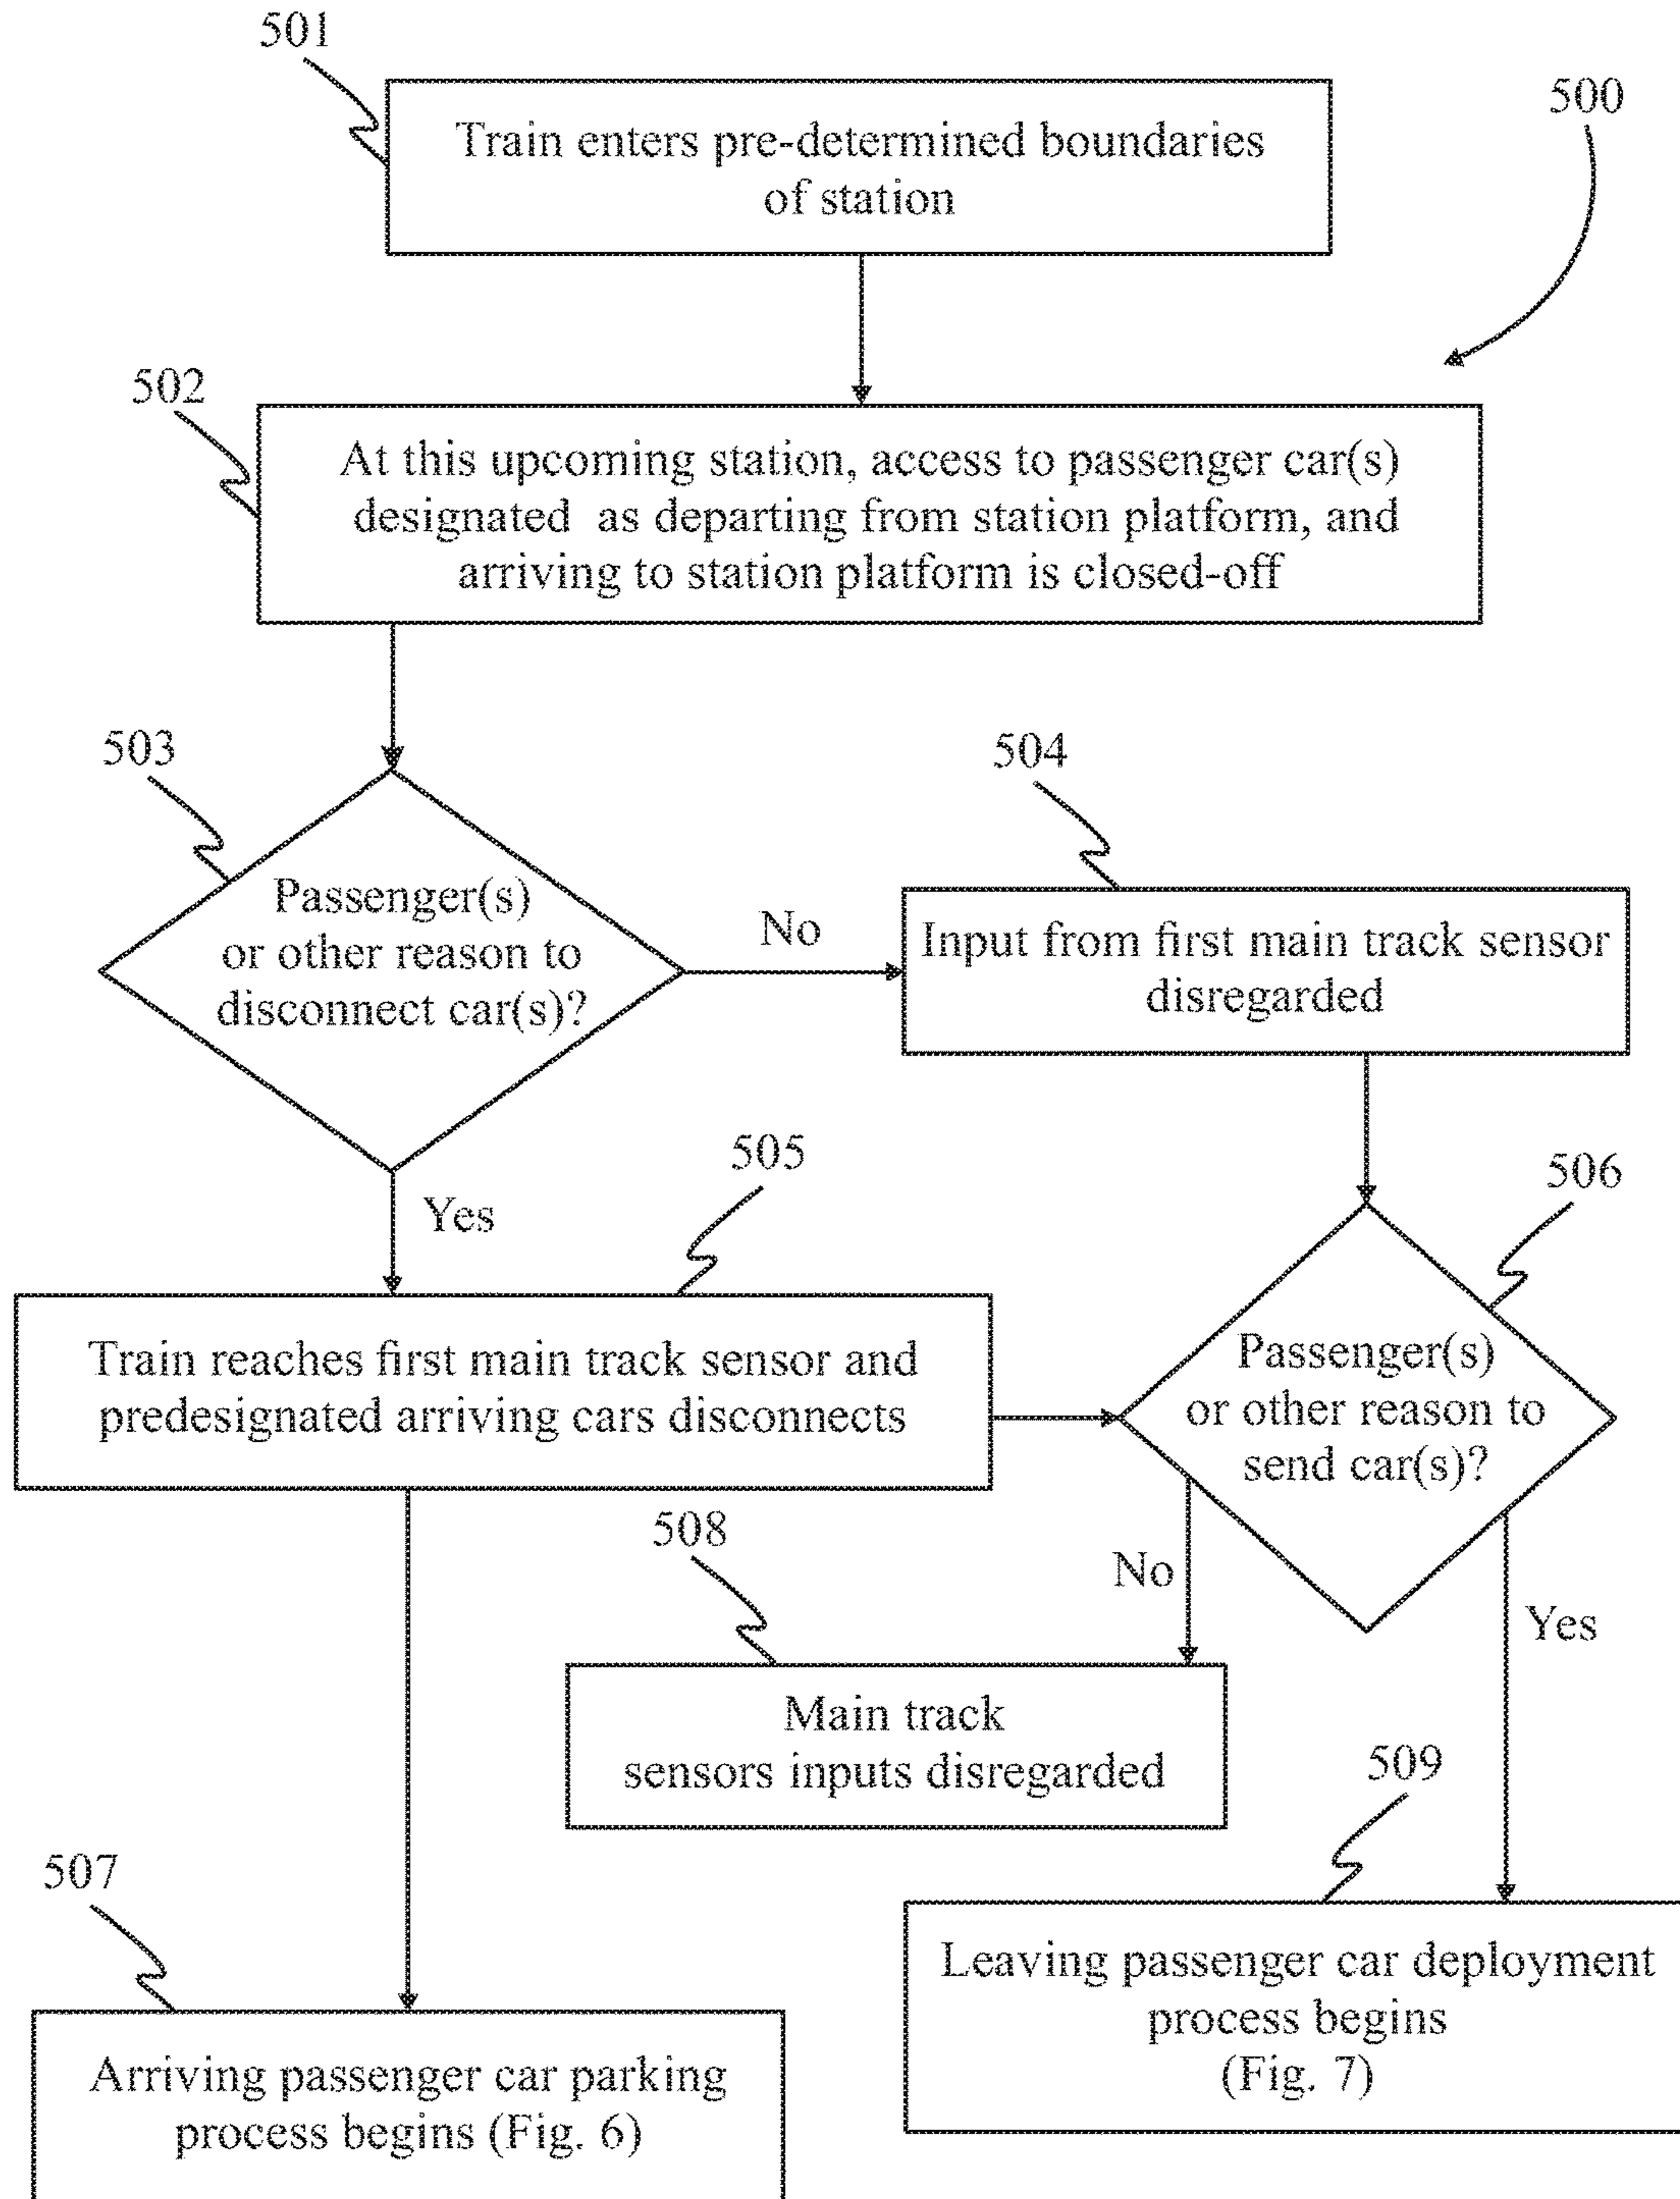 501
500
Train enters pre-determined boundaries
of station
502
At this upcoming station, access to passenger car(s)
designated as departing from station platform, and
arriving to station platform is closed-off
503
504
Passenger(s)
or other reason to
disconnect car(s)?
No
Input from first main track sensor
disregarded
Yes
505
506
Train reaches first main track sensor and
predesignated arriving cars disconnects
Passenger(s)
or other reason to
send car(s)?
508
No
Yes
Main track
sensors inputs disregarded
509
507
Leaving passenger car deployment
process begins
(Fig. 7)
Arriving passenger car parking
process begins (Fig. 6)